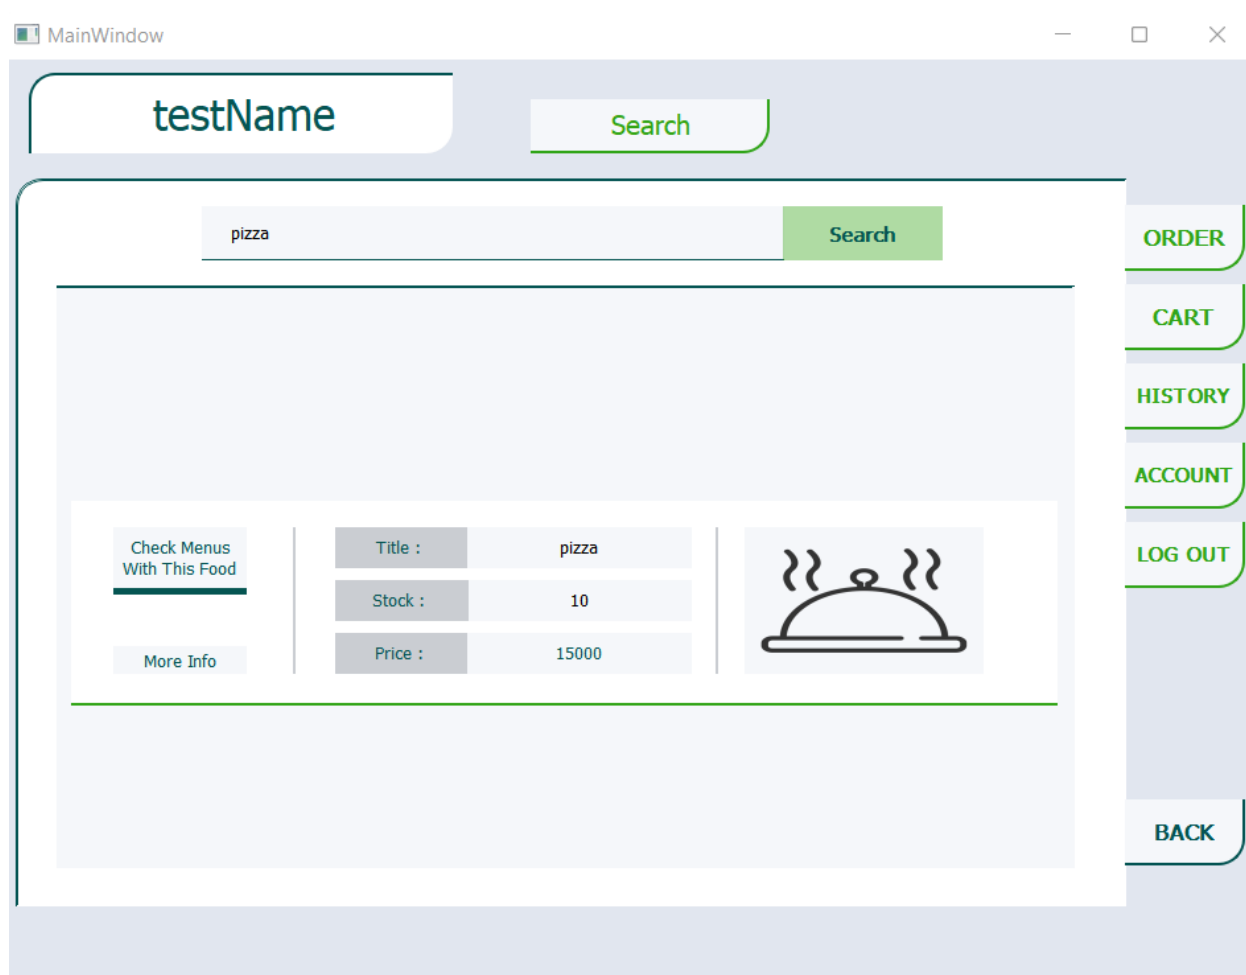 MainWindow
testName
Search
pizza
Search
ORDER
CART
HISTORY
ACCOUNT
LOG OUT
Check Menus
With This Food
More Info
Title :
pizza
Stock :
10
Price :
15000
BACK